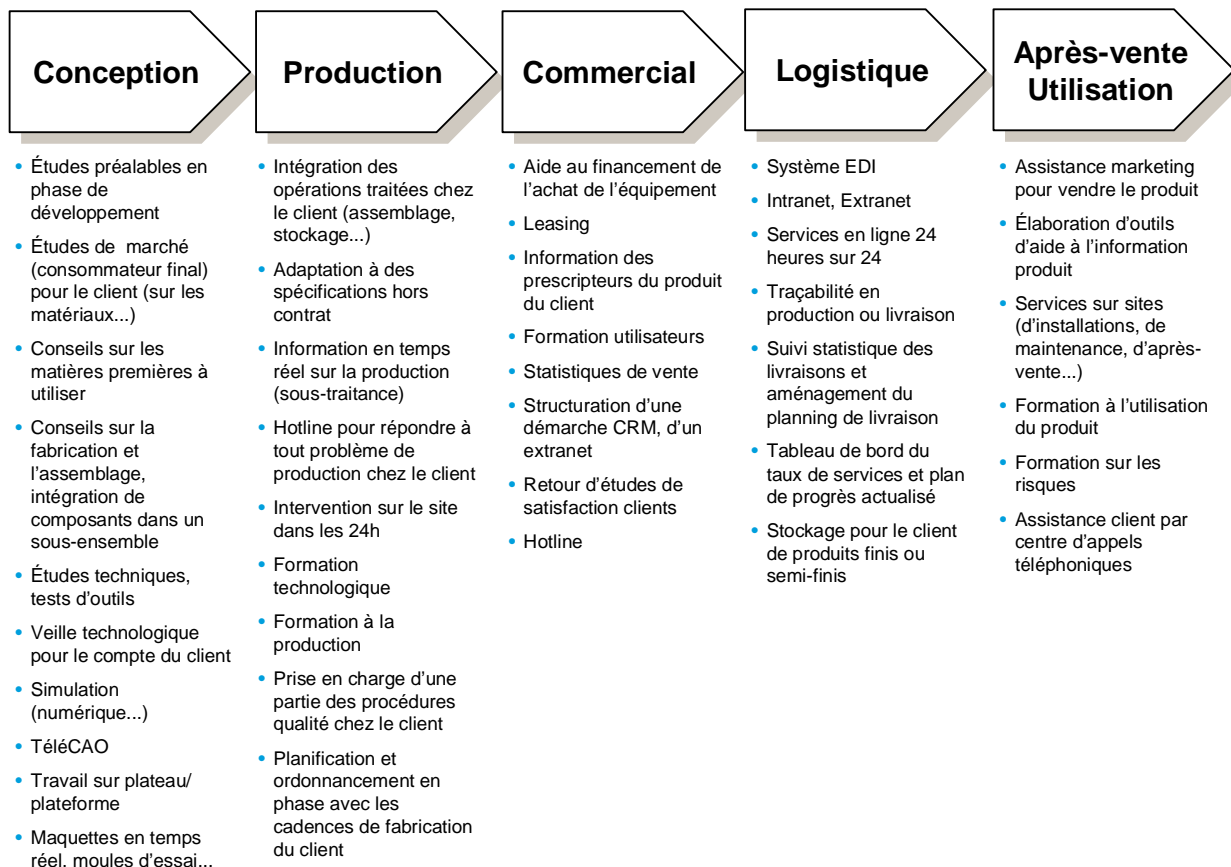 Conception
• Études préalables en
phase de
développement
• Études de marché
(consommateur final)
pour le client (sur les
matériaux...)
• Conseils sur les
matières premières à
utiliser
• Conseils sur la
fabrication et
l’assemblage,
intégration de
composants dans un
sous-ensemble
• Études techniques,
tests d’outils
• Veille technologique
pour le compte du client
• Simulation
(numérique...)
• TéléCAO
• Travail sur plateau/
plateforme
• Maquettes en temps
réel, moules d’essai...
Production
• Intégration des
opérations traitées chez
le client (assemblage,
stockage...)
• Adaptation à des
spécifications hors
contrat
• Information en temps
réel sur la production
(sous-traitance)
• Hotline pour répondre à
tout problème de
production chez le client
• Intervention sur le site
dans les 24h
• Formation
technologique
• Formation à la
production
• Prise en charge d’une
partie des procédures
qualité chez le client
• Planification et
ordonnancement en
phase avec les
cadences de fabrication
du client
Commercial
• Aide au financement de
l’achat de l’équipement
• Leasing
• Information des
prescripteurs du produit
du client
• Formation utilisateurs
• Statistiques de vente
• Structuration d’une
démarche CRM, d’un
extranet
• Retour d’études de
satisfaction clients
• Hotline
Logistique
• Système EDI
• Intranet, Extranet
• Services en ligne 24
heures sur 24
• Traçabilité en
production ou livraison
• Suivi statistique des
livraisons et
aménagement du
planning de livraison
• Tableau de bord du
taux de services et plan
de progrès actualisé
• Stockage pour le client
de produits finis ou
semi-finis
Après-vente
Utilisation
• Assistance marketing
pour vendre le produit
• Élaboration d’outils
d’aide à l’information
produit
• Services sur sites
(d’installations, de
maintenance, d’après-
vente...)
• Formation à l’utilisation
du produit
• Formation sur les
risques
• Assistance client par
centre d’appels
téléphoniques